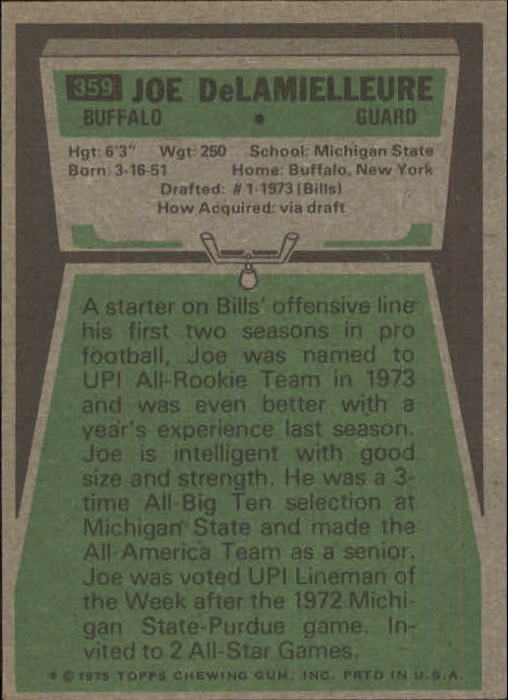 359 JOE DeLAMIELLEURE
BUFFALO • GUARD
Hgt: 6'3" Wgt: 250 School: Michigan State
Born: 3-16-51 Home: Buffalo, New York
Drafted: #1-1973 (Bills)
How Acquired: via draft
A starter on Bills' offensive line
his first two seasons in pro
football, Joe was named to
UPI All-Rookie Team in 1973
and was even better with a
year's experience last season.
Joe is intelligent with good
size and strength. He was a 3-
time All-Big Ten selection at
Michigan State and made the
All-America Team as a senior.
Joe was voted UPI Lineman of
the Week after the 1972 Michi-
gan State-Purdue game. In-
vited to 2 All-Star Games.
* © 1975 TOPPS CHEWING GUM, INC. PRTD IN U.S.A.